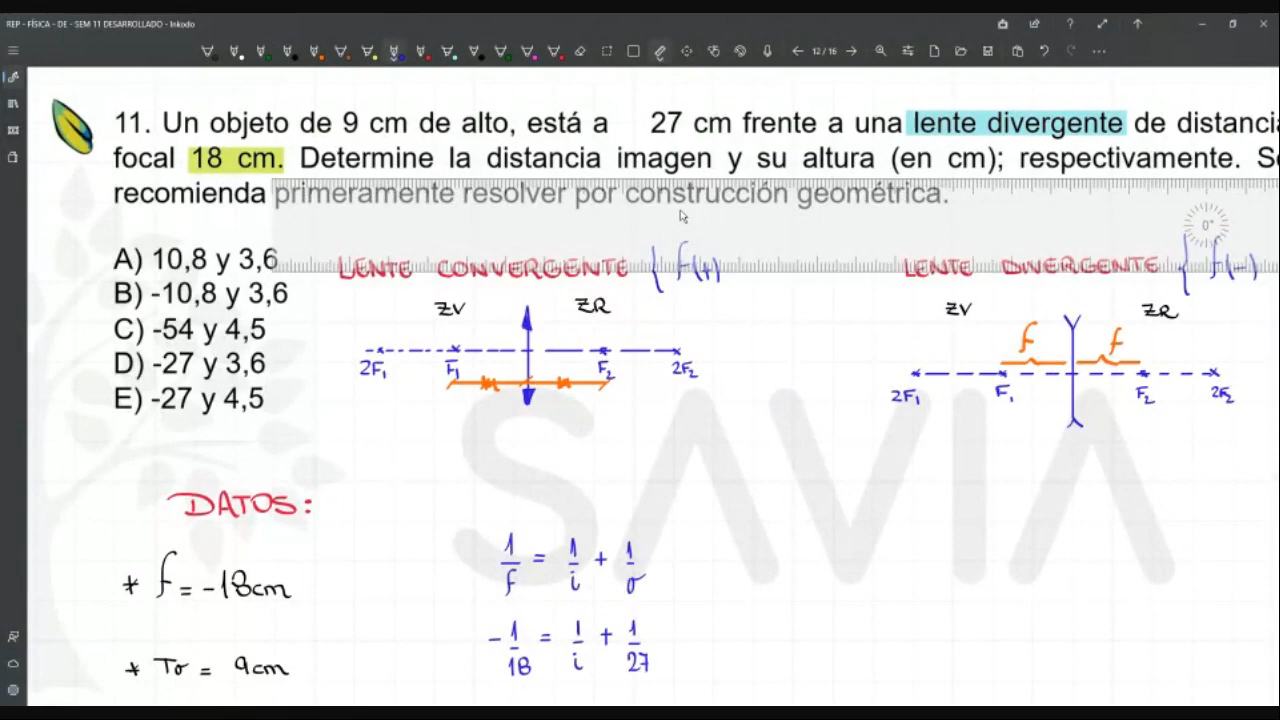 REP - FÍSICA - DE - SEM 11 DESARROLLADO - Inkodo
12/16
11. Un objeto de 9 cm de alto, está a 27 cm frente a una lente divergente de distancia
focal 18 cm. Determine la distancia imagen y su altura (en cm); respectivamente. Se
recomienda primeramente resolver por construcción geométrica.
0°
A) 10,8 y 3,6
B) -10,8 y 3,6
C) -54 y 4,5
D) -27 y 3,6
E) -27 y 4,5
LENTE CONVERGENTE { f(+)
ZV ZR
2F₁ F₁ F₂ 2F₂
LENTE DIVERGENTE { f(-)
ZV ZR
f f
2F₁ F₁ F₂ 2F₂
SAVIA
DATOS:
* f = -18cm
* To = 9cm
1/f = 1/i + 1/o
-1/18 = 1/i + 1/27